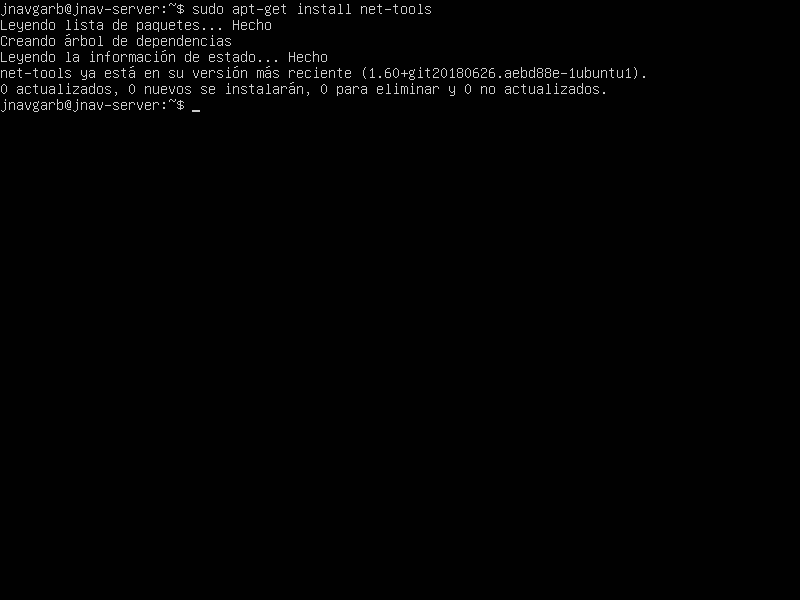 jnavgarb@jnav-server:~$ sudo apt-get install net-tools
Leyendo lista de paquetes... Hecho
Creando árbol de dependencias
Leyendo la información de estado... Hecho
net-tools ya está en su versión más reciente (1.60+git20180626.aebd88e-1ubuntu1).
0 actualizados, 0 nuevos se instalarán, 0 para eliminar y 0 no actualizados.
jnavgarb@jnav-server:~$ _